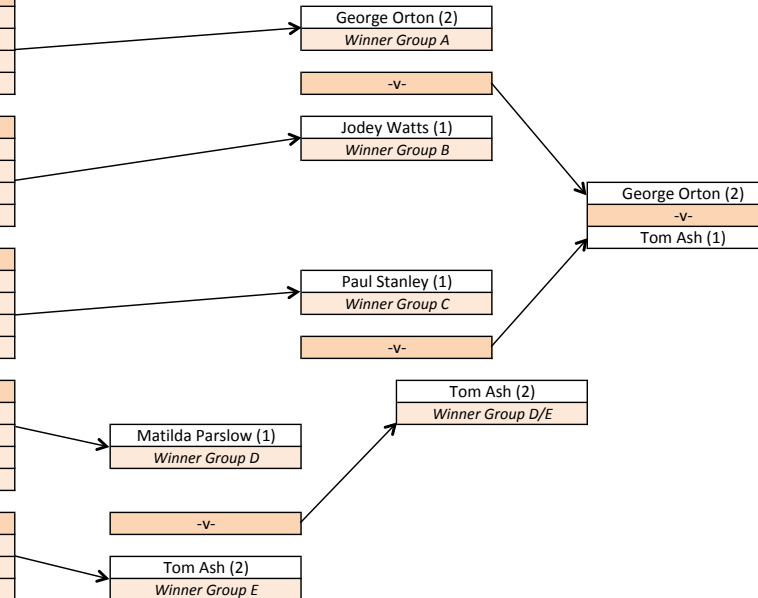 George Orton (2)
Winner Group A
-v-
Jodey Watts (1)
Winner Group B
George Orton (2)
-v-
Tom Ash (1)
Paul Stanley (1)
Winner Group C
-v-
Tom Ash (2)
Winner Group D/E
Matilda Parslow (1)
Winner Group D
-v-
Tom Ash (2)
Winner Group E